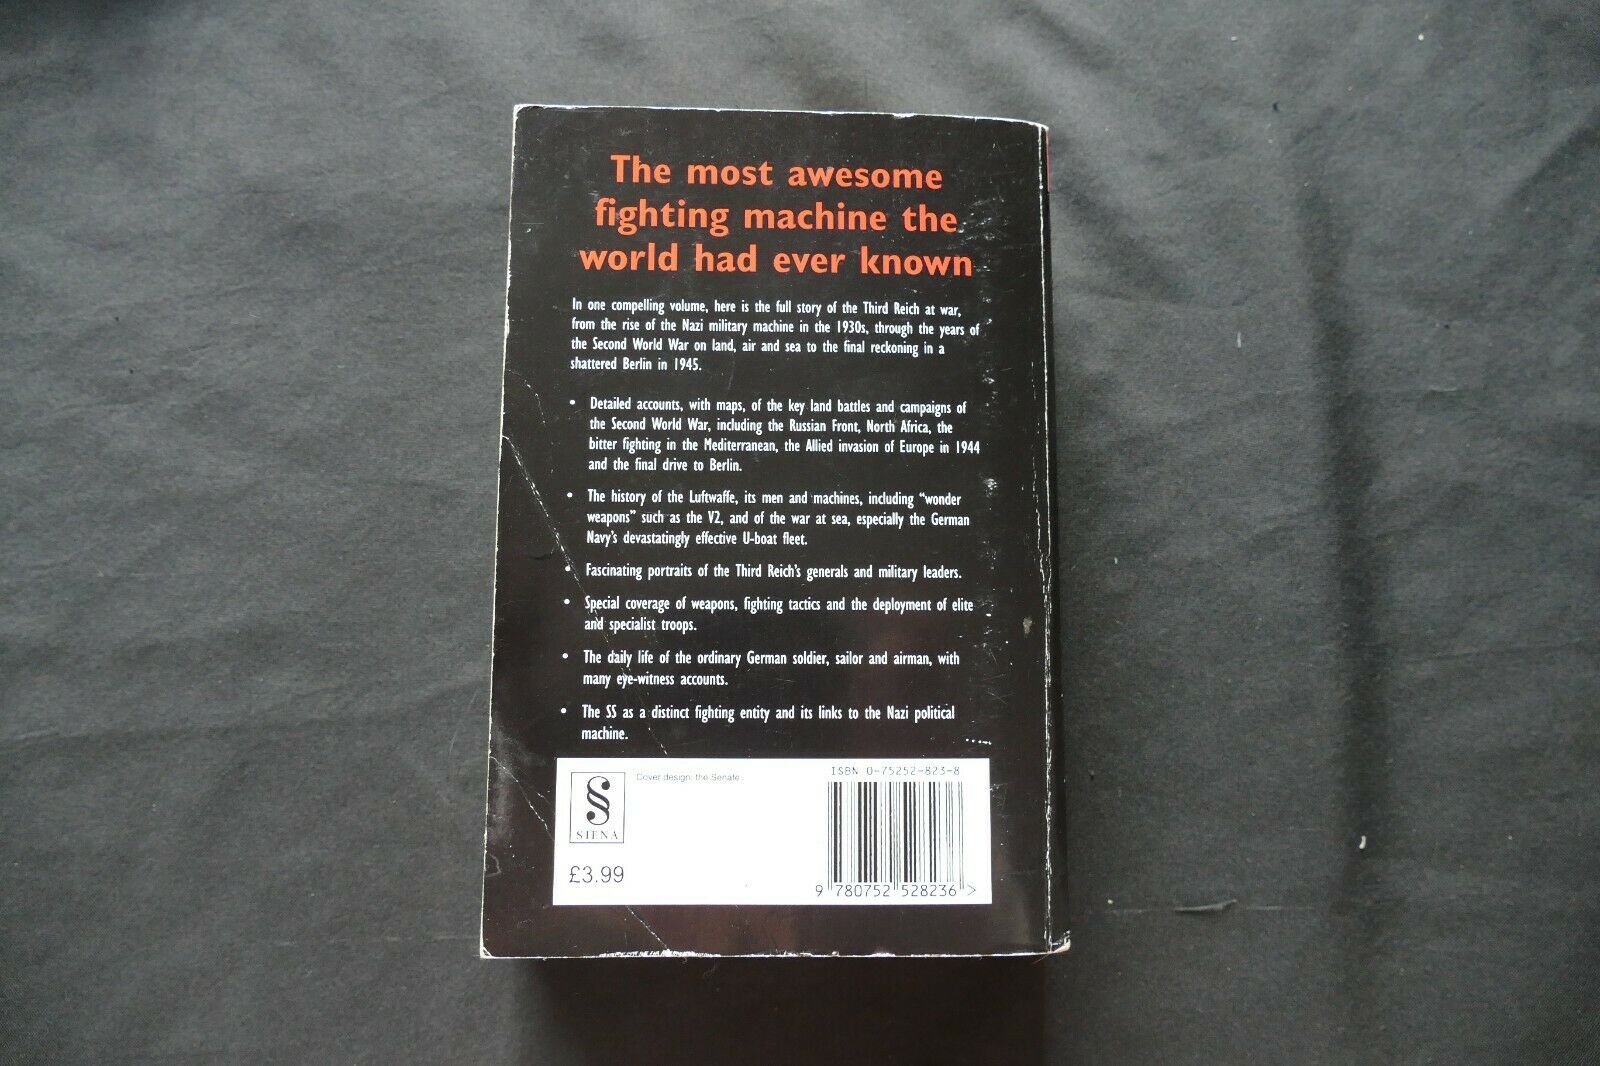 The most awesome
fighting machine the
world had ever known
In one compelling volume, here is the full story of the Third Reich at war,
from the rise of the Nazi military machine in the 1930s, through the years of
the Second World War on land, air and sea to the final reckoning in a
shattered Berlin in 1945.
• Detailed accounts, with maps, of the key land battles and campaigns of
the Second World War, including the Russian Front, North Africa, the
bitter fighting in the Mediterranean, the Allied invasion of Europe in 1944
and the final drive to Berlin.
• The history of the Luftwaffe, its men and machines, including “wonder
weapons” such as the V2, and of the war at sea, especially the German
Navy's devastatingly effective U-boat fleet.
• Fascinating portraits of the Third Reich's generals and military leaders.
• Special coverage of weapons, fighting tactics and the deployment of elite
and specialist troops.
• The daily life of the ordinary German soldier, sailor and airman, with
many eye-witness accounts.
• The SS as a distinct fighting entity and its links to the Nazi political
machine.
Cover design: the Senate
ISBN 0-75252-823-8
SIENA
£3.99
9 780752 528236 >